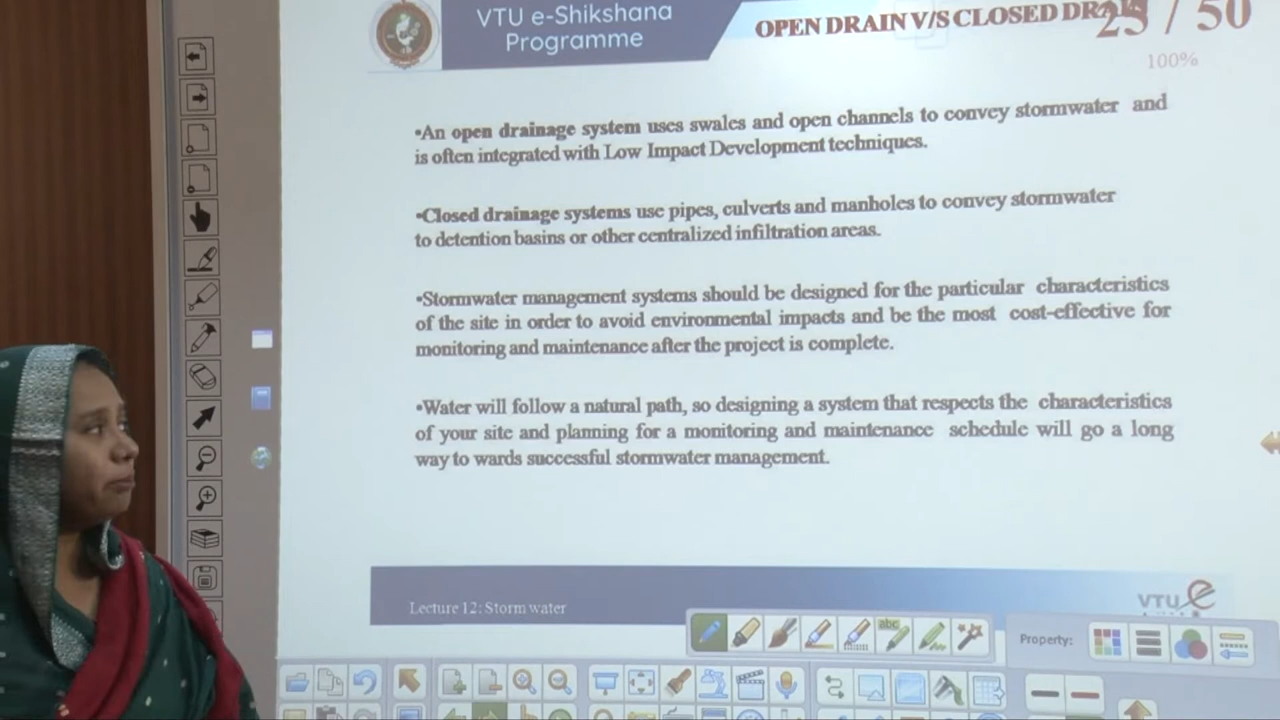 VTU e-Shikshana
Programme
OPEN DRAIN V/S CLOSED DRAIN
25 / 50
100%
•An open drainage system uses swales and open channels to convey stormwater and
is often integrated with Low Impact Development techniques.
•Closed drainage systems use pipes, culverts and manholes to convey stormwater
to detention basins or other centralized infiltration areas.
•Stormwater management systems should be designed for the particular characteristics
of the site in order to avoid environmental impacts and be the most cost-effective for
monitoring and maintenance after the project is complete.
•Water will follow a natural path, so designing a system that respects the characteristics
of your site and planning for a monitoring and maintenance schedule will go a long
way to wards successful stormwater management.
Lecture 12: Storm water
VTU e
abc
Property: